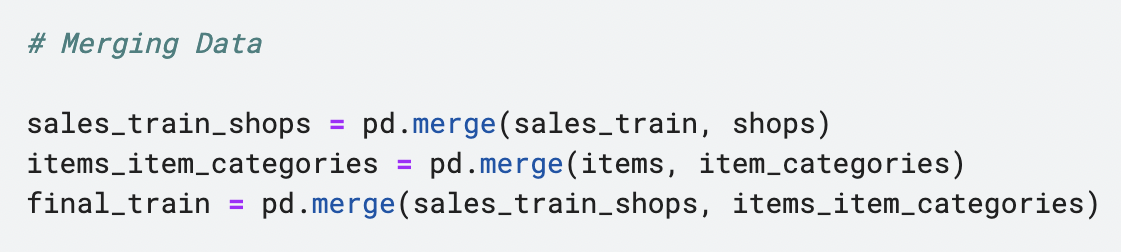 # Merging Data
sales_train_shops = pd.merge(sales_train, shops)
items_item_categories = pd.merge(items, item_categories)
final_train = pd.merge(sales_train_shops, items_item_categories)